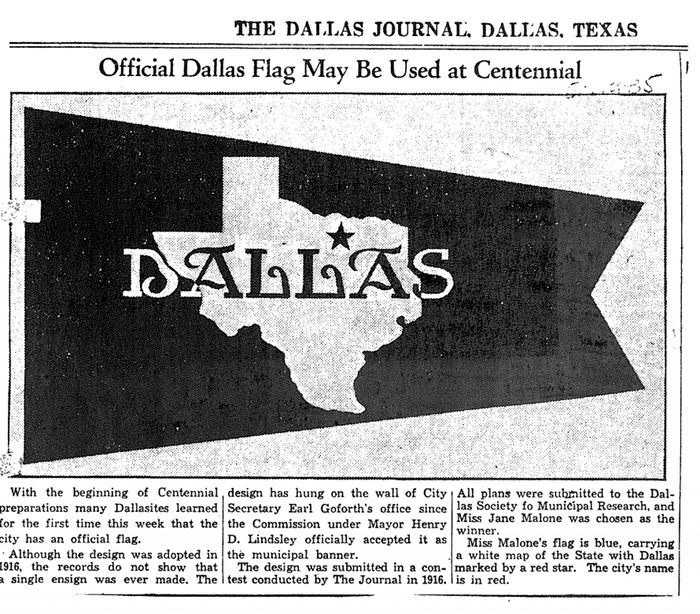 THE DALLAS JOURNAL, DALLAS, TEXAS
Official Dallas Flag May Be Used at Centennial
DALLAS
With the beginning of Centennial
preparations many Dallasites learned
for the first time this week that the
city has an official flag.
Although the design was adopted in
1916, the records do not show that
a single ensign was ever made. The
design has hung on the wall of City
Secretary Earl Goforth's office since
the Commission under Mayor Henry
D. Lindsley officially accepted it as
the municipal banner.
The design was submitted in a con-
test conducted by The Journal in 1916.
All plans were submitted to the Dal-
las Society fo Municipal Research, and
Miss Jane Malone was chosen as the
winner.
Miss Malone's flag is blue, carrying
a white map of the State with Dallas
marked by a red star. The city's name
is in red.